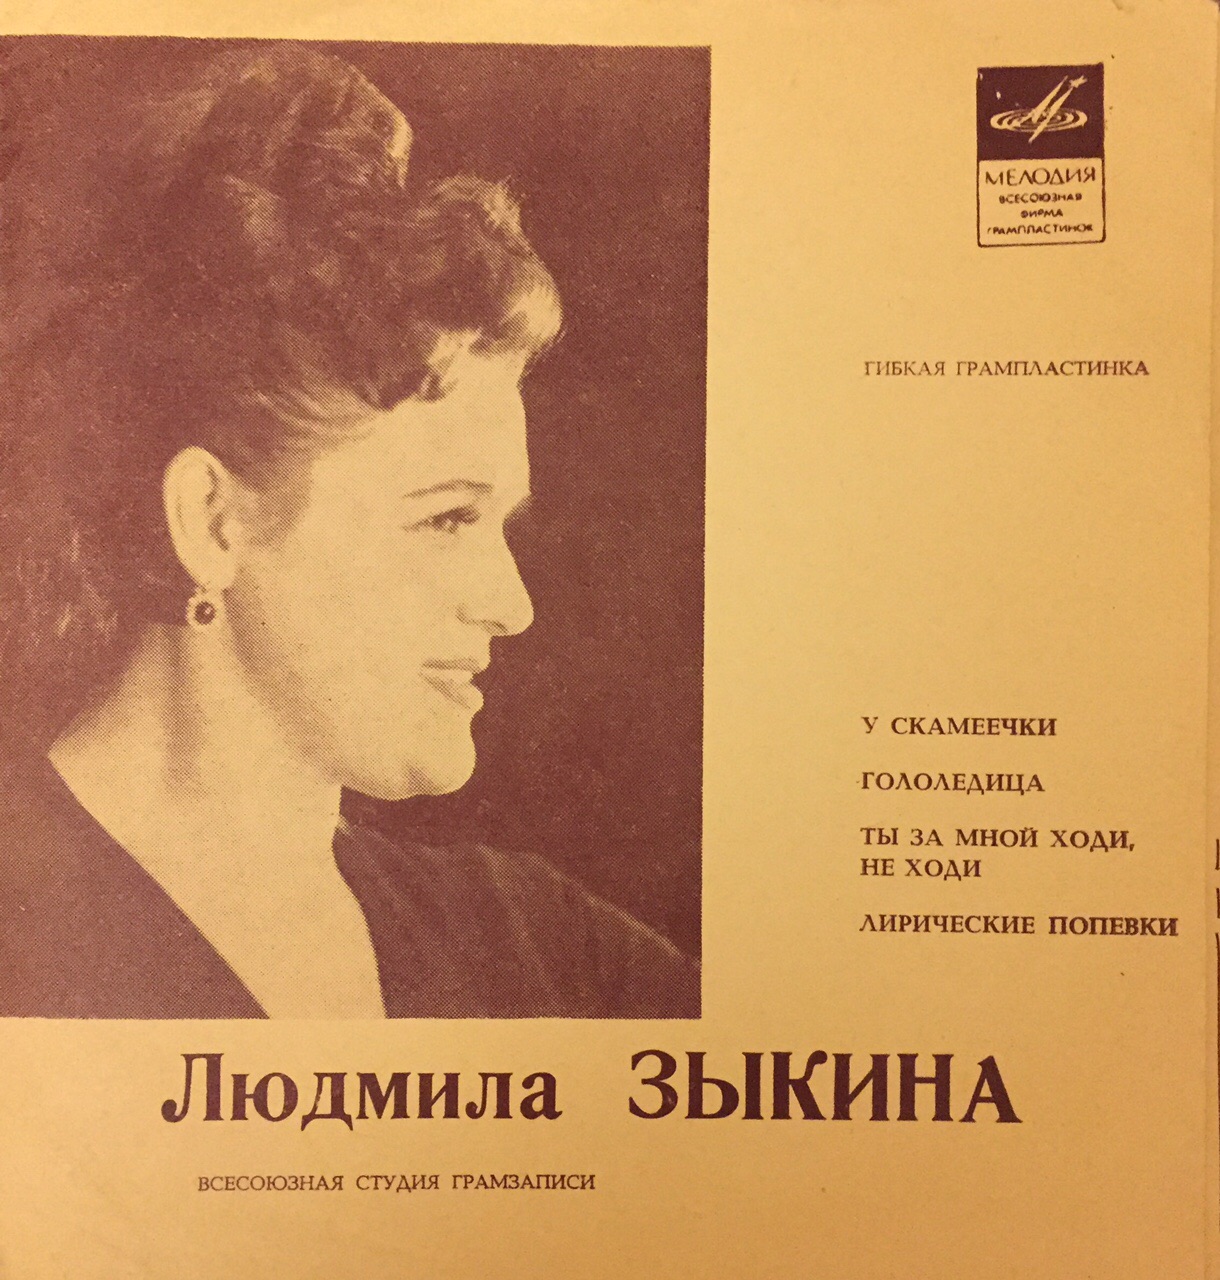 МЕЛОДИЯ
ВСЕСОЮЗНАЯ
ФИРМА
ГРАМПЛАСТИНОК
ГИБКАЯ ГРАМПЛАСТИНКА
У СКАМЕЕЧКИ
ГОЛОЛЕДИЦА
ТЫ ЗА МНОЙ ХОДИ,
НЕ ХОДИ
ЛИРИЧЕСКИЕ ПОПЕВКИ
Людмила ЗЫКИНА
ВСЕСОЮЗНАЯ СТУДИЯ ГРАМЗАПИСИ